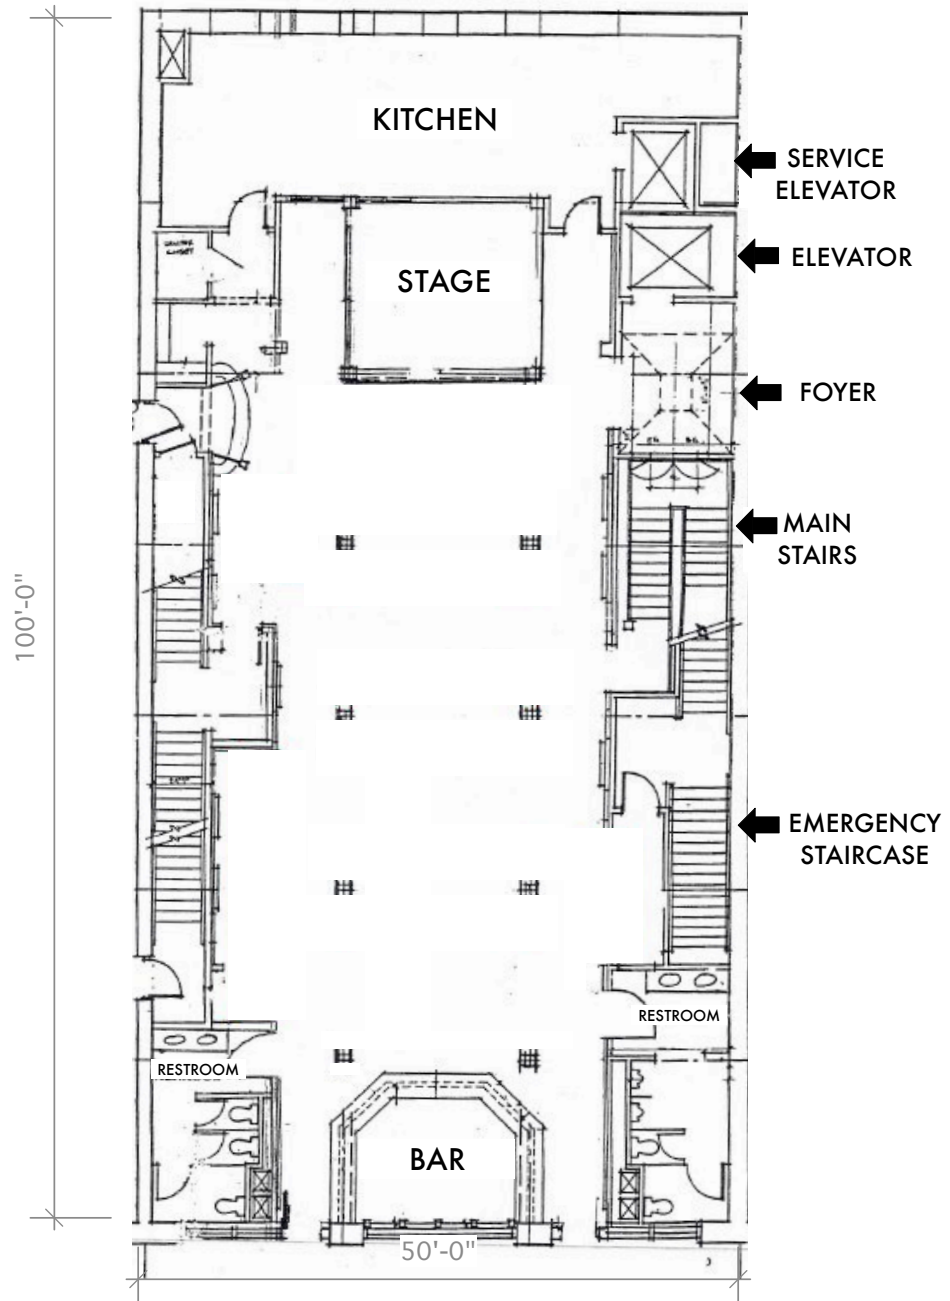 KITCHEN
SERVICE
ELEVATOR
ELEVATOR
STAGE
FOYER
MAIN
STAIRS
100'-0"
EMERGENCY
STAIRCASE
RESTROOM
RESTROOM
BAR
50'-0"